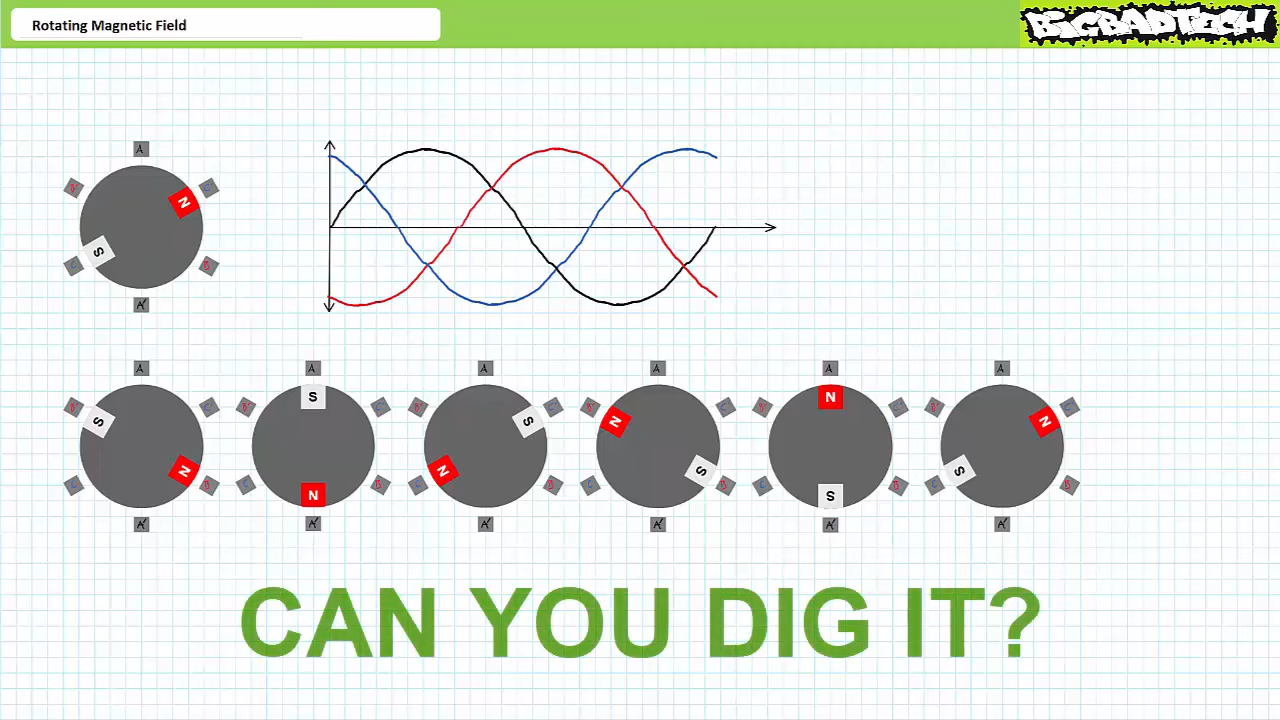 Rotating Magnetic Field
BIGBADTECH
A
B' C'
N
S
C B
A'
A A A A A A
S N
B' C' B' C' B' C' B' C' B' C' B' C'
S S N N
N N S S
C B C B C B C B C B C B
N S
A' A' A' A' A' A'
CAN YOU DIG IT?